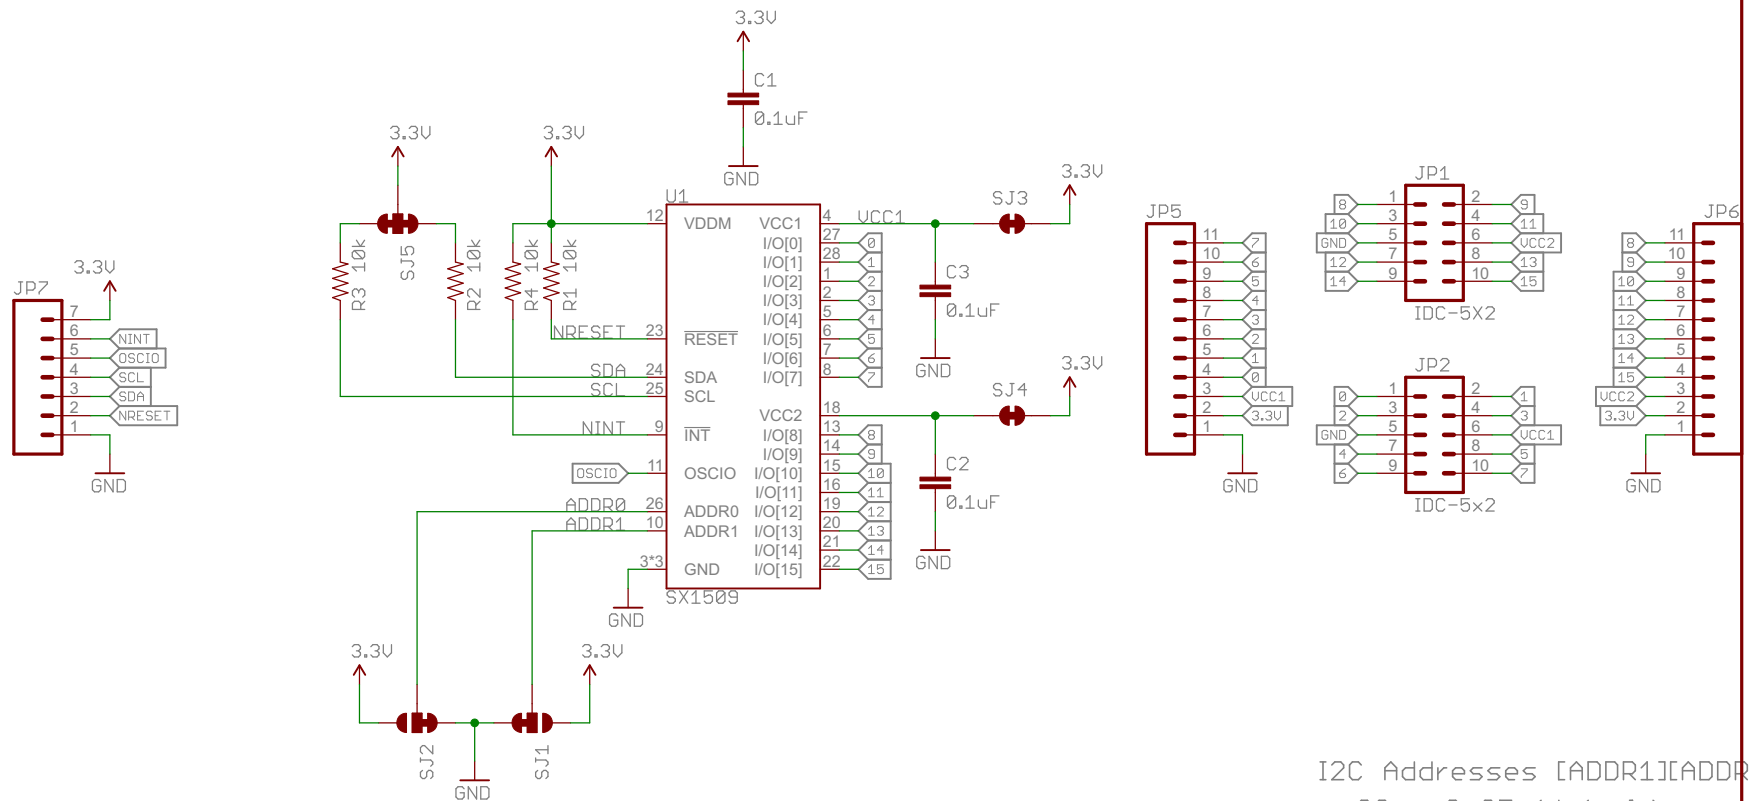 3.3V
C1
0.1uF
GND
3.3V
SJ5
R3 10k
R2 10k
3.3V
R4 10k
R1 10k
JP7
3.3V
7
6 NINT
5 OSCIO
4 SCL
3 SDA
2 NRESET
1
GND
U1
12 VDDM
NRESET 23 RESET
SDA 24 SDA
SCL 25 SCL
NINT 9 INT
OSCIO 11 OSCIO
ADDR0 26 ADDR0
ADDR1 10 ADDR1
3*3 GND
GND
VCC1 4 VCC1
I/O[0] 27 0
I/O[1] 28 1
I/O[2] 1 2
I/O[3] 2 3
I/O[4] 5 4
I/O[5] 6 5
I/O[6] 7 6
I/O[7] 8 7
VCC2 18
I/O[8] 13 8
I/O[9] 14 9
I/O[10] 15 10
I/O[11] 16 11
I/O[12] 19 12
I/O[13] 20 13
I/O[14] 21 14
I/O[15] 22 15
SX1509
SJ3
3.3V
C3
0.1uF
GND
SJ4
3.3V
C2
0.1uF
GND
3.3V
SJ2
GND
SJ1
3.3V
JP5
11 7
10 6
9 5
8 4
7 3
6 2
5 1
4 0
3 VCC1
2 3.3V
1
GND
JP1
8 1 2 9
10 3 4 11
GND 5 6 VCC2
12 7 8 13
14 9 10 15
IDC-5X2
JP2
0 1 2 1
2 3 4 3
GND 5 6 VCC1
4 7 8 5
6 9 10 7
IDC-5x2
JP6
8 11
9 10
10 9
11 8
12 7
13 6
14 5
15 4
VCC2 3
3.3V 2
1
GND
I2C Addresses [ADDR1][ADDR